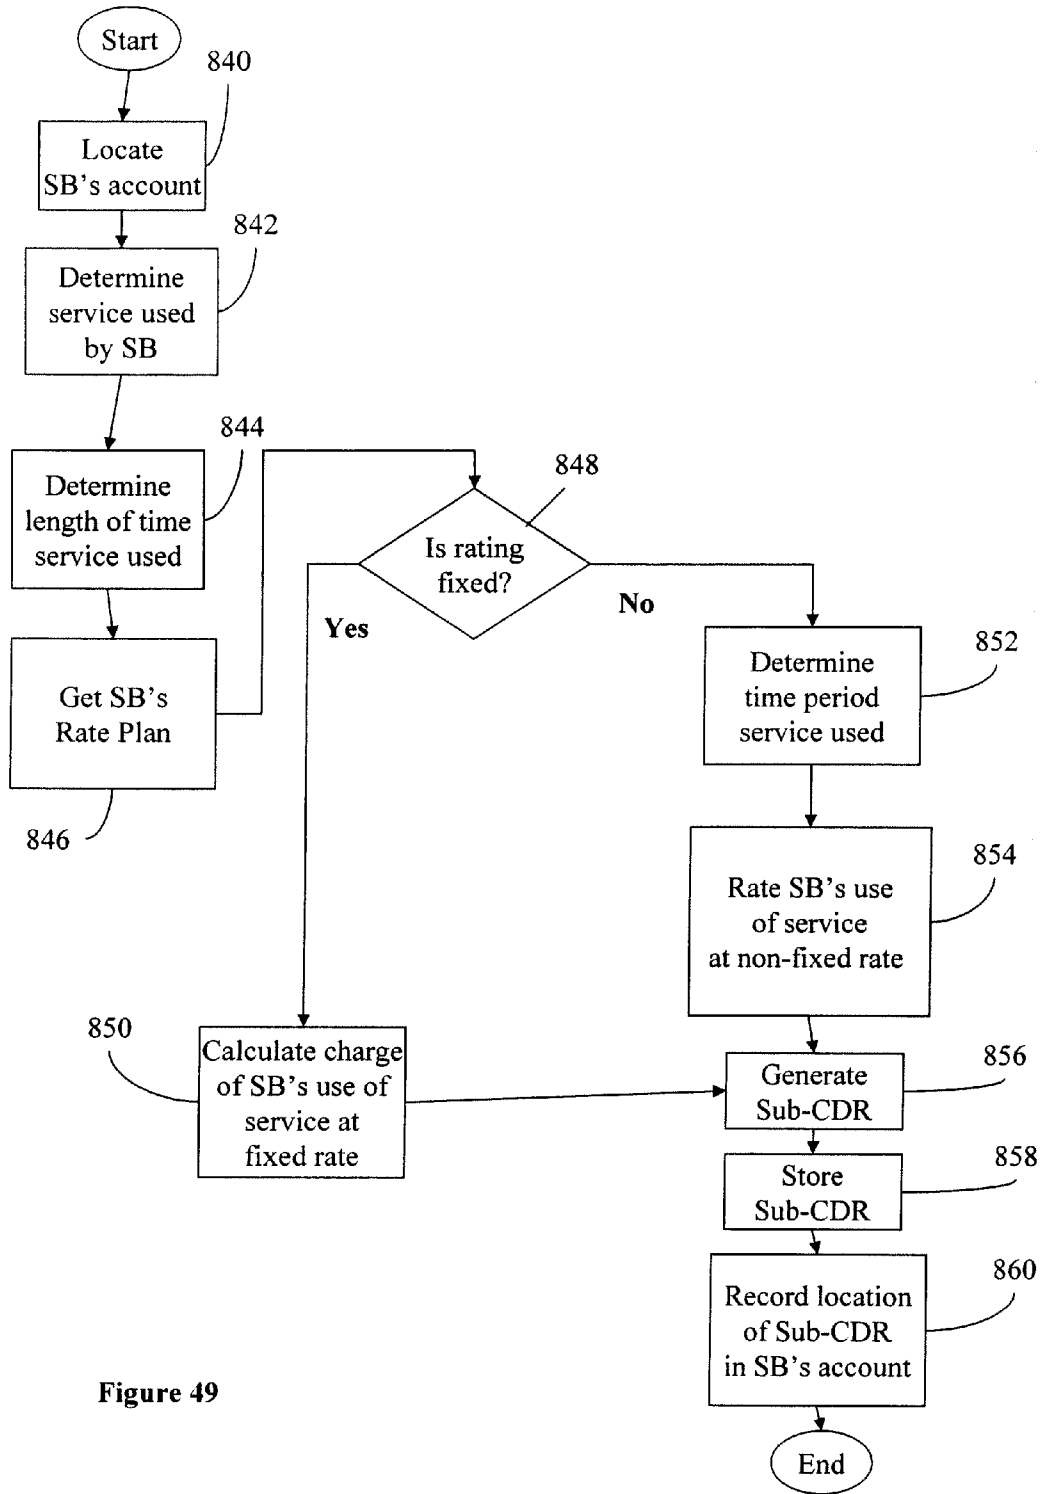 Start
840
Locate
SB's account
842
Determine
service used
by SB
844
Determine
length of time
service used
Get SB's
Rate Plan
846
848
Is rating
fixed?
Yes
No
852
Determine
time period
service used
854
Rate SB's use
of service
at non-fixed rate
850
Calculate charge
of SB's use of
service at
fixed rate
856
Generate
Sub-CDR
858
Store
Sub-CDR
860
Record location
of Sub-CDR
in SB's account
End
Figure 49